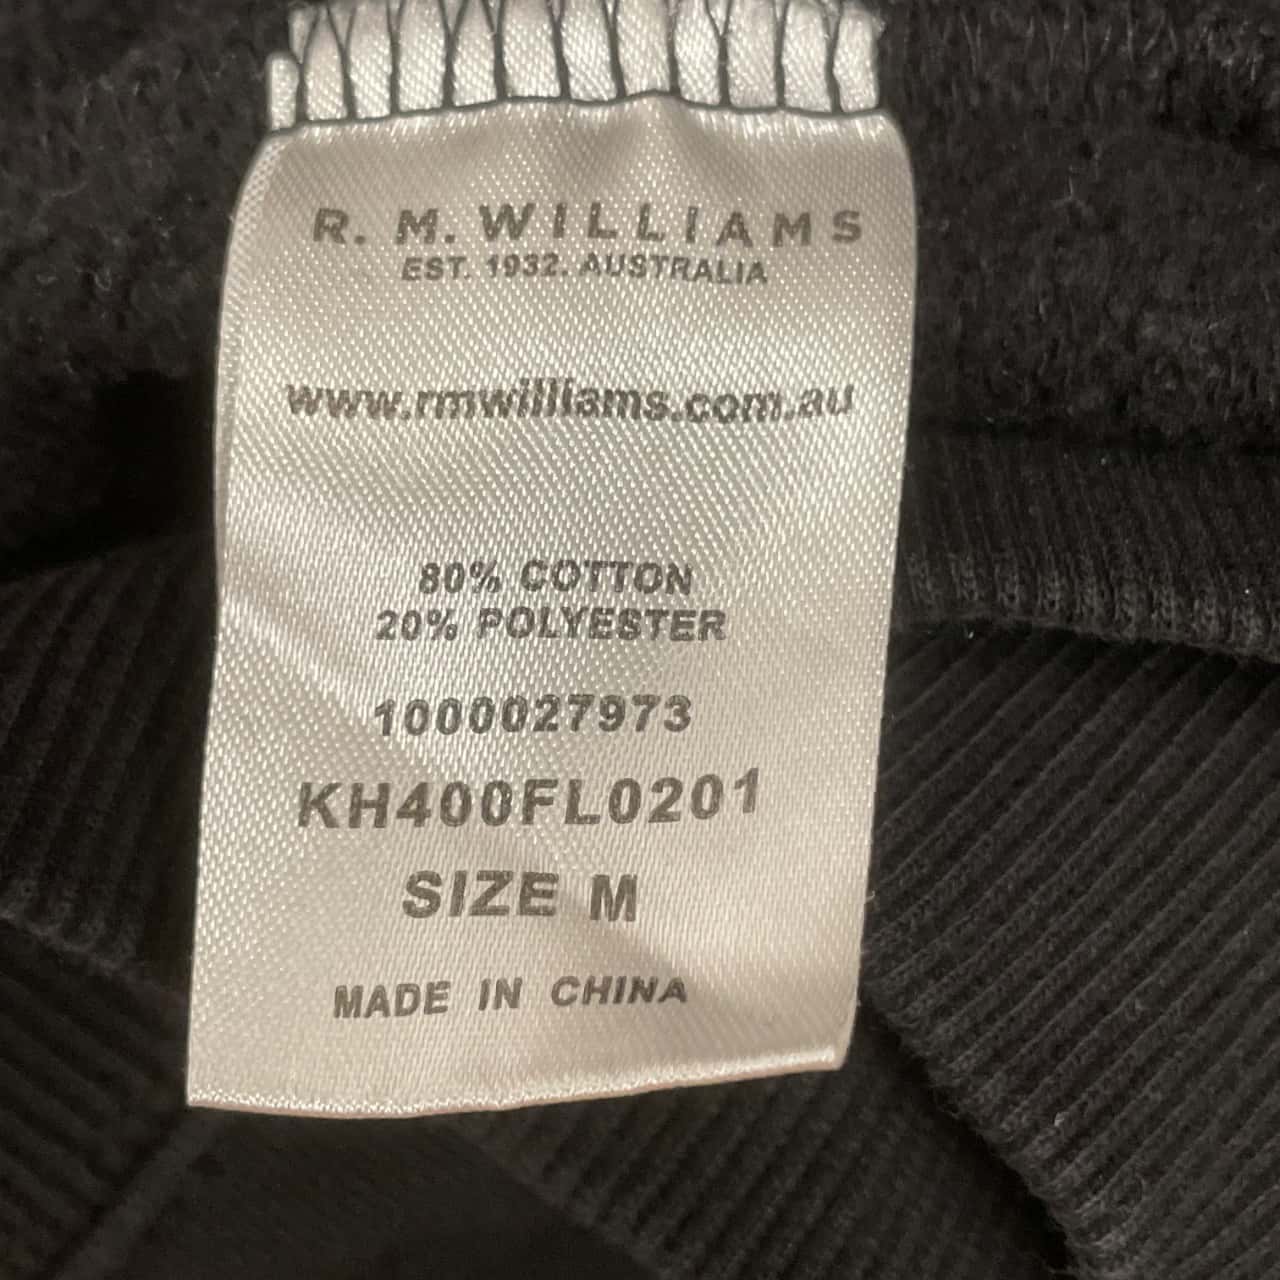 R. M. WILLIAMS
EST. 1932. AUSTRALIA
www.rmwilliams.com.au
80% COTTON
20% POLYESTER
1000027973
KH400FL0201
SIZE M
MADE IN CHINA